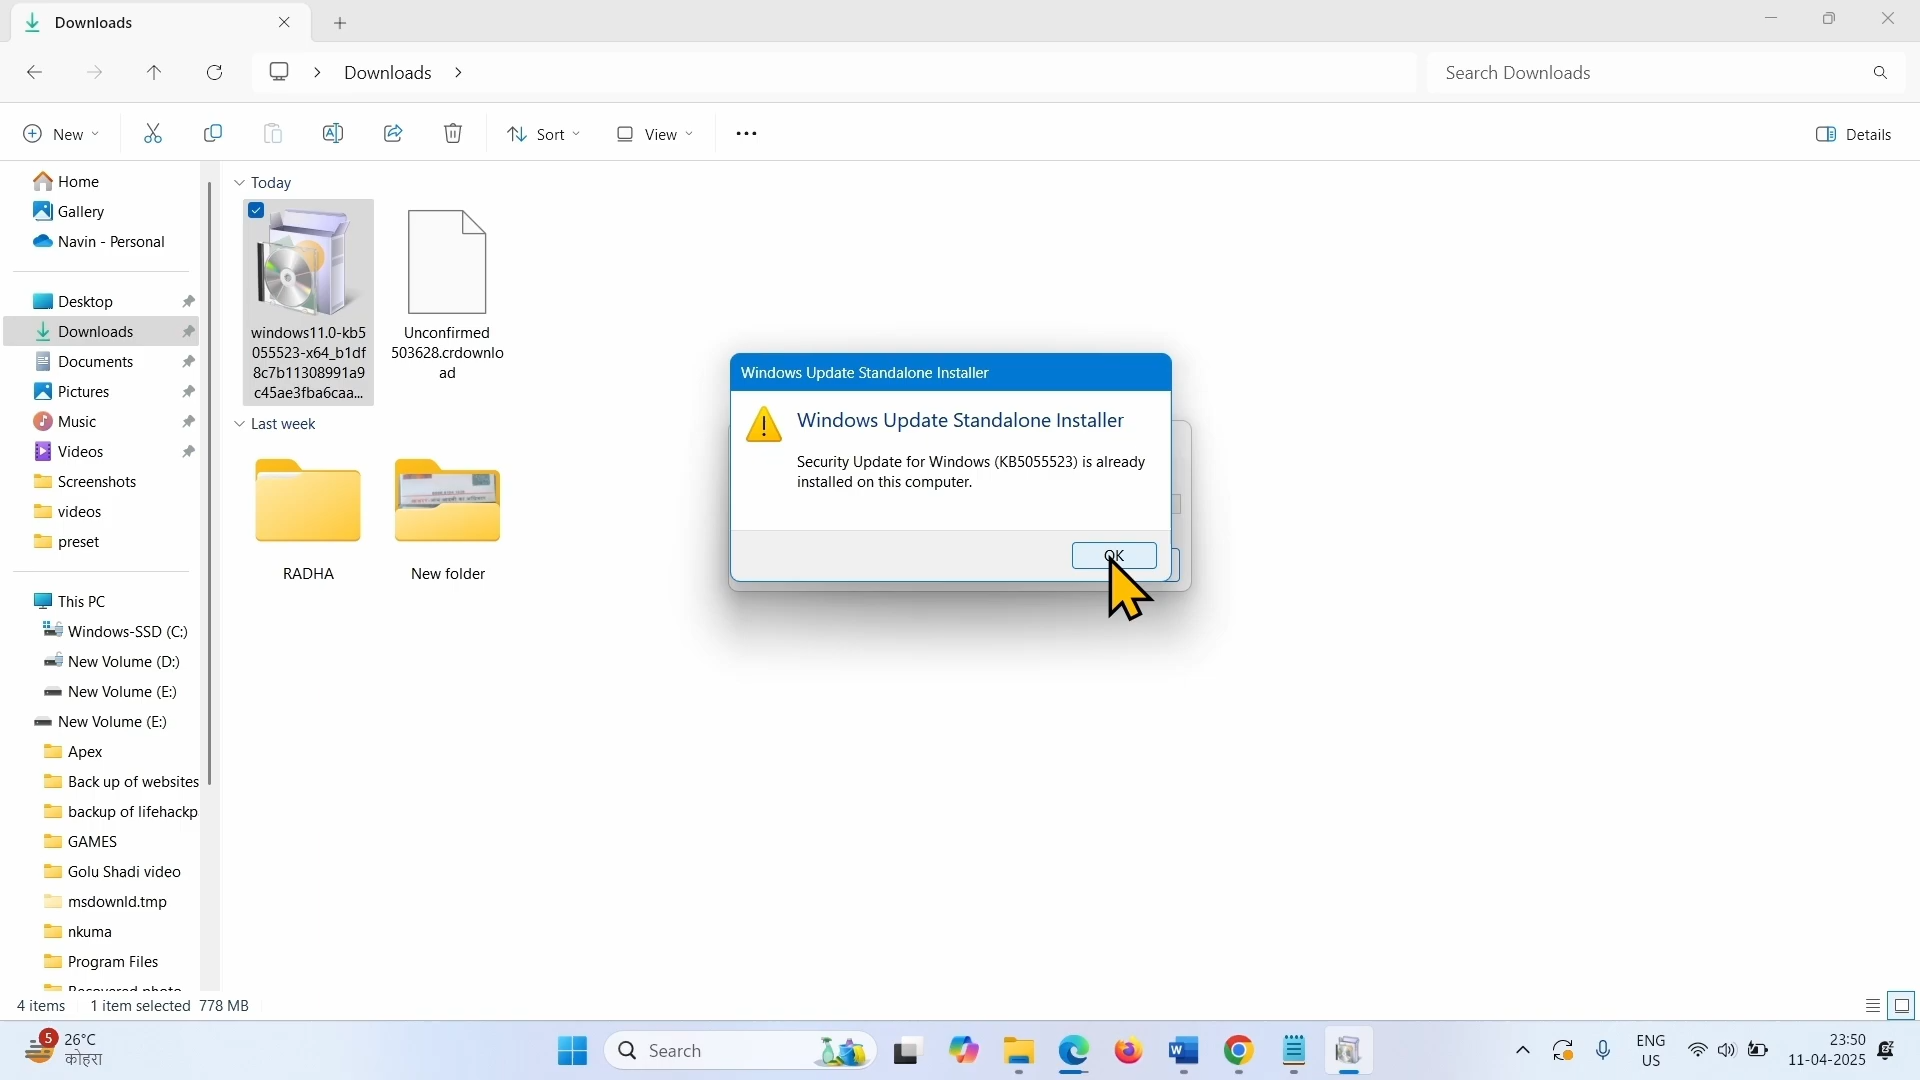 Downloads
Downloads
Search Downloads
New
Sort
View
Details
Home
Gallery
Navin - Personal
Desktop
Downloads
Documents
Pictures
Music
Videos
Screenshots
videos
preset
This PC
Windows-SSD (C:)
New Volume (D:)
New Volume (E:)
New Volume (E:)
Apex
Back up of websites
backup of lifehackp
GAMES
Golu Shadi video
msdownld.tmp
nkuma
Program Files
Recovered photo
Today
windows11.0-kb5
055523-x64_b1df
8c7b11308991a9
c45ae3fba6caa...
Unconfirmed
503628.crdownlo
ad
Last week
RADHA
New folder
Windows Update Standalone Installer
Windows Update Standalone Installer
Security Update for Windows (KB5055523) is already
installed on this computer.
OK
4 items
1 item selected 778 MB
5
26°C
कोहरा
Search
ENG
US
23:50
11-04-2025